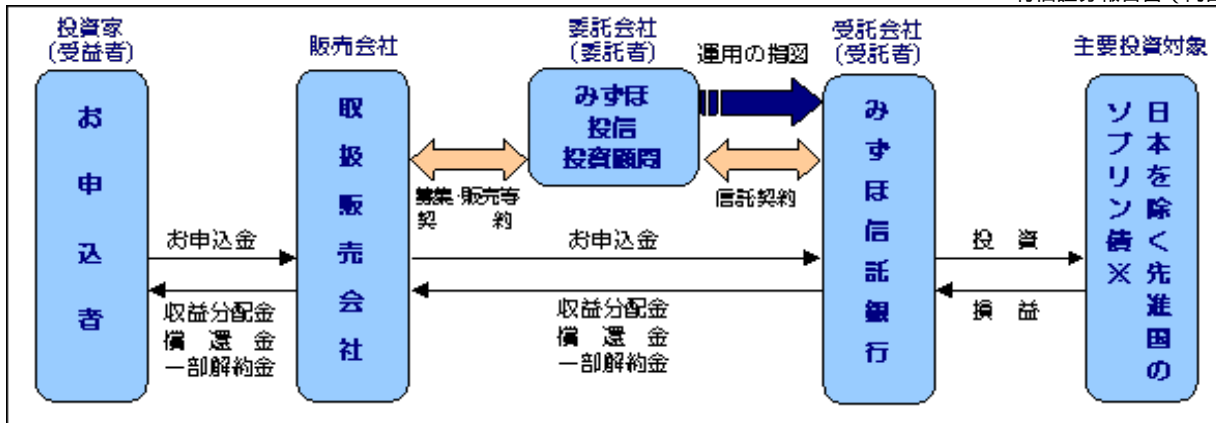 投資家
(受益者)
お申込者
販売会社
取扱販売会社
委託会社
(委託者)
みずほ
投信
投資顧問
運用の指図
受託会社
(受託者)
みずほ信託銀行
主要投資対象
日本を除く先進国の
ソブリン債※
募集・販売等
契約
信託契約
お申込金
収益分配金
償還金
一部解約金
お申込金
収益分配金
償還金
一部解約金
投資
損益